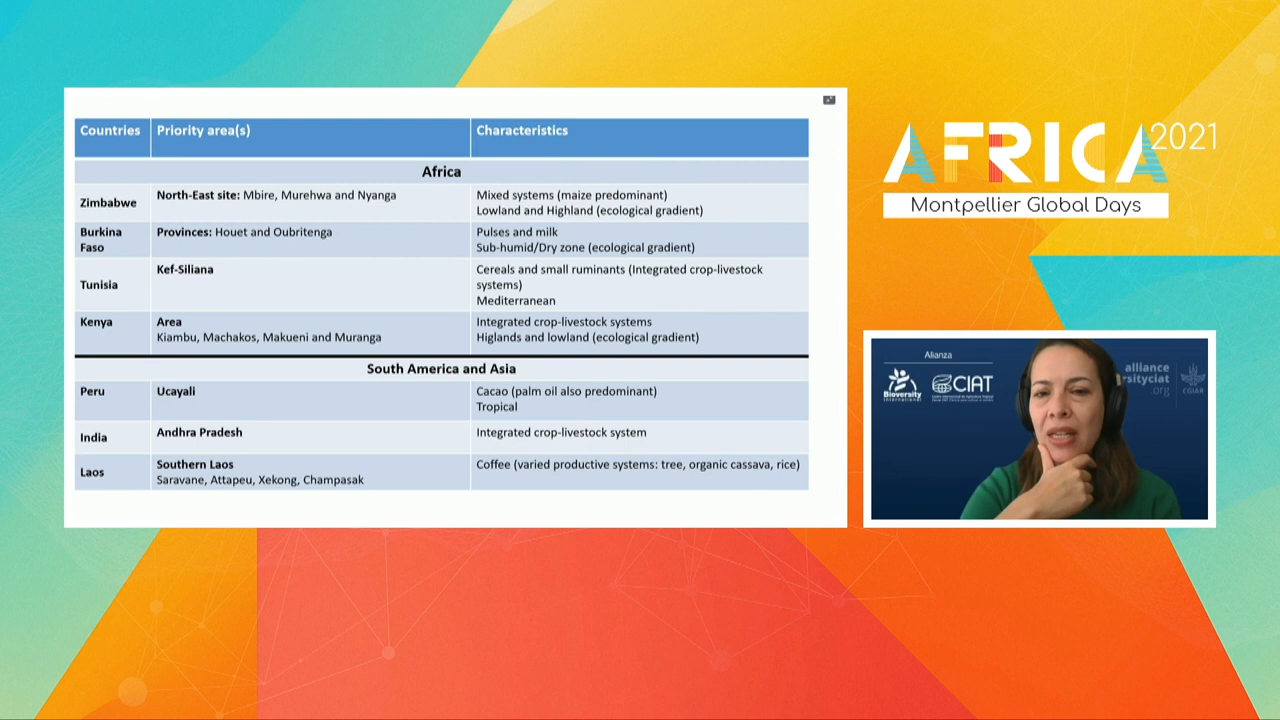 Countries Priority area(s) Characteristics
Africa
Zimbabwe North-East site: Mbire, Murehwa and Nyanga Mixed systems (maize predominant)
Lowland and Highland (ecological gradient)
Burkina Faso Provinces: Houet and Oubritenga Pulses and milk
Sub-humid/Dry zone (ecological gradient)
Tunisia Kef-Siliana Cereals and small ruminants (Integrated crop-livestock
systems)
Mediterranean
Kenya Area Integrated crop-livestock systems
Kiambu, Machakos, Makueni and Muranga Higlands and lowland (ecological gradient)
South America and Asia
Peru Ucayali Cacao (palm oil also predominant)
Tropical
India Andhra Pradesh Integrated crop-livestock system
Laos Southern Laos Coffee (varied productive systems: tree, organic cassava, rice)
Saravane, Attapeu, Xekong, Champasak
AFRICA 2021
Montpellier Global Days
Alianza
Bioversity
International
CIAT
alliance
rsityciat
.org
CGIAR